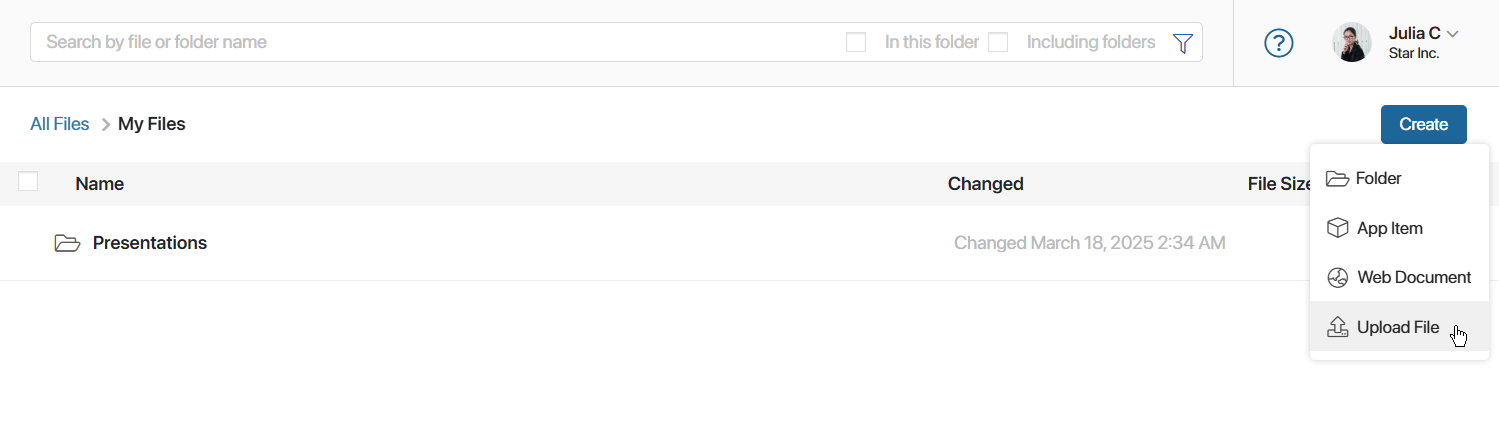 Search by file or folder name In this folder Including folders
?
Julia C
Star Inc.
All Files My Files
Create
Name Changed File Size
Folder
App Item
Presentations Changed March 18, 2025 2:34 AM
Web Document
Upload File